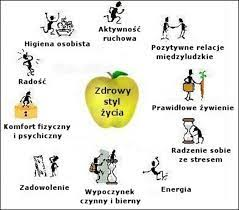 Aktywność
ruchowa
Higiena osobista
Pozytywne relacje
międzyludzkie
Radość
Zdrowy
styl
życia
Prawidłowe żywienie
Komfort fizyczny
i psychiczny
Radzenie sobie
ze stresem
Zadowolenie
Wypoczynek
czynny i bierny
Energia